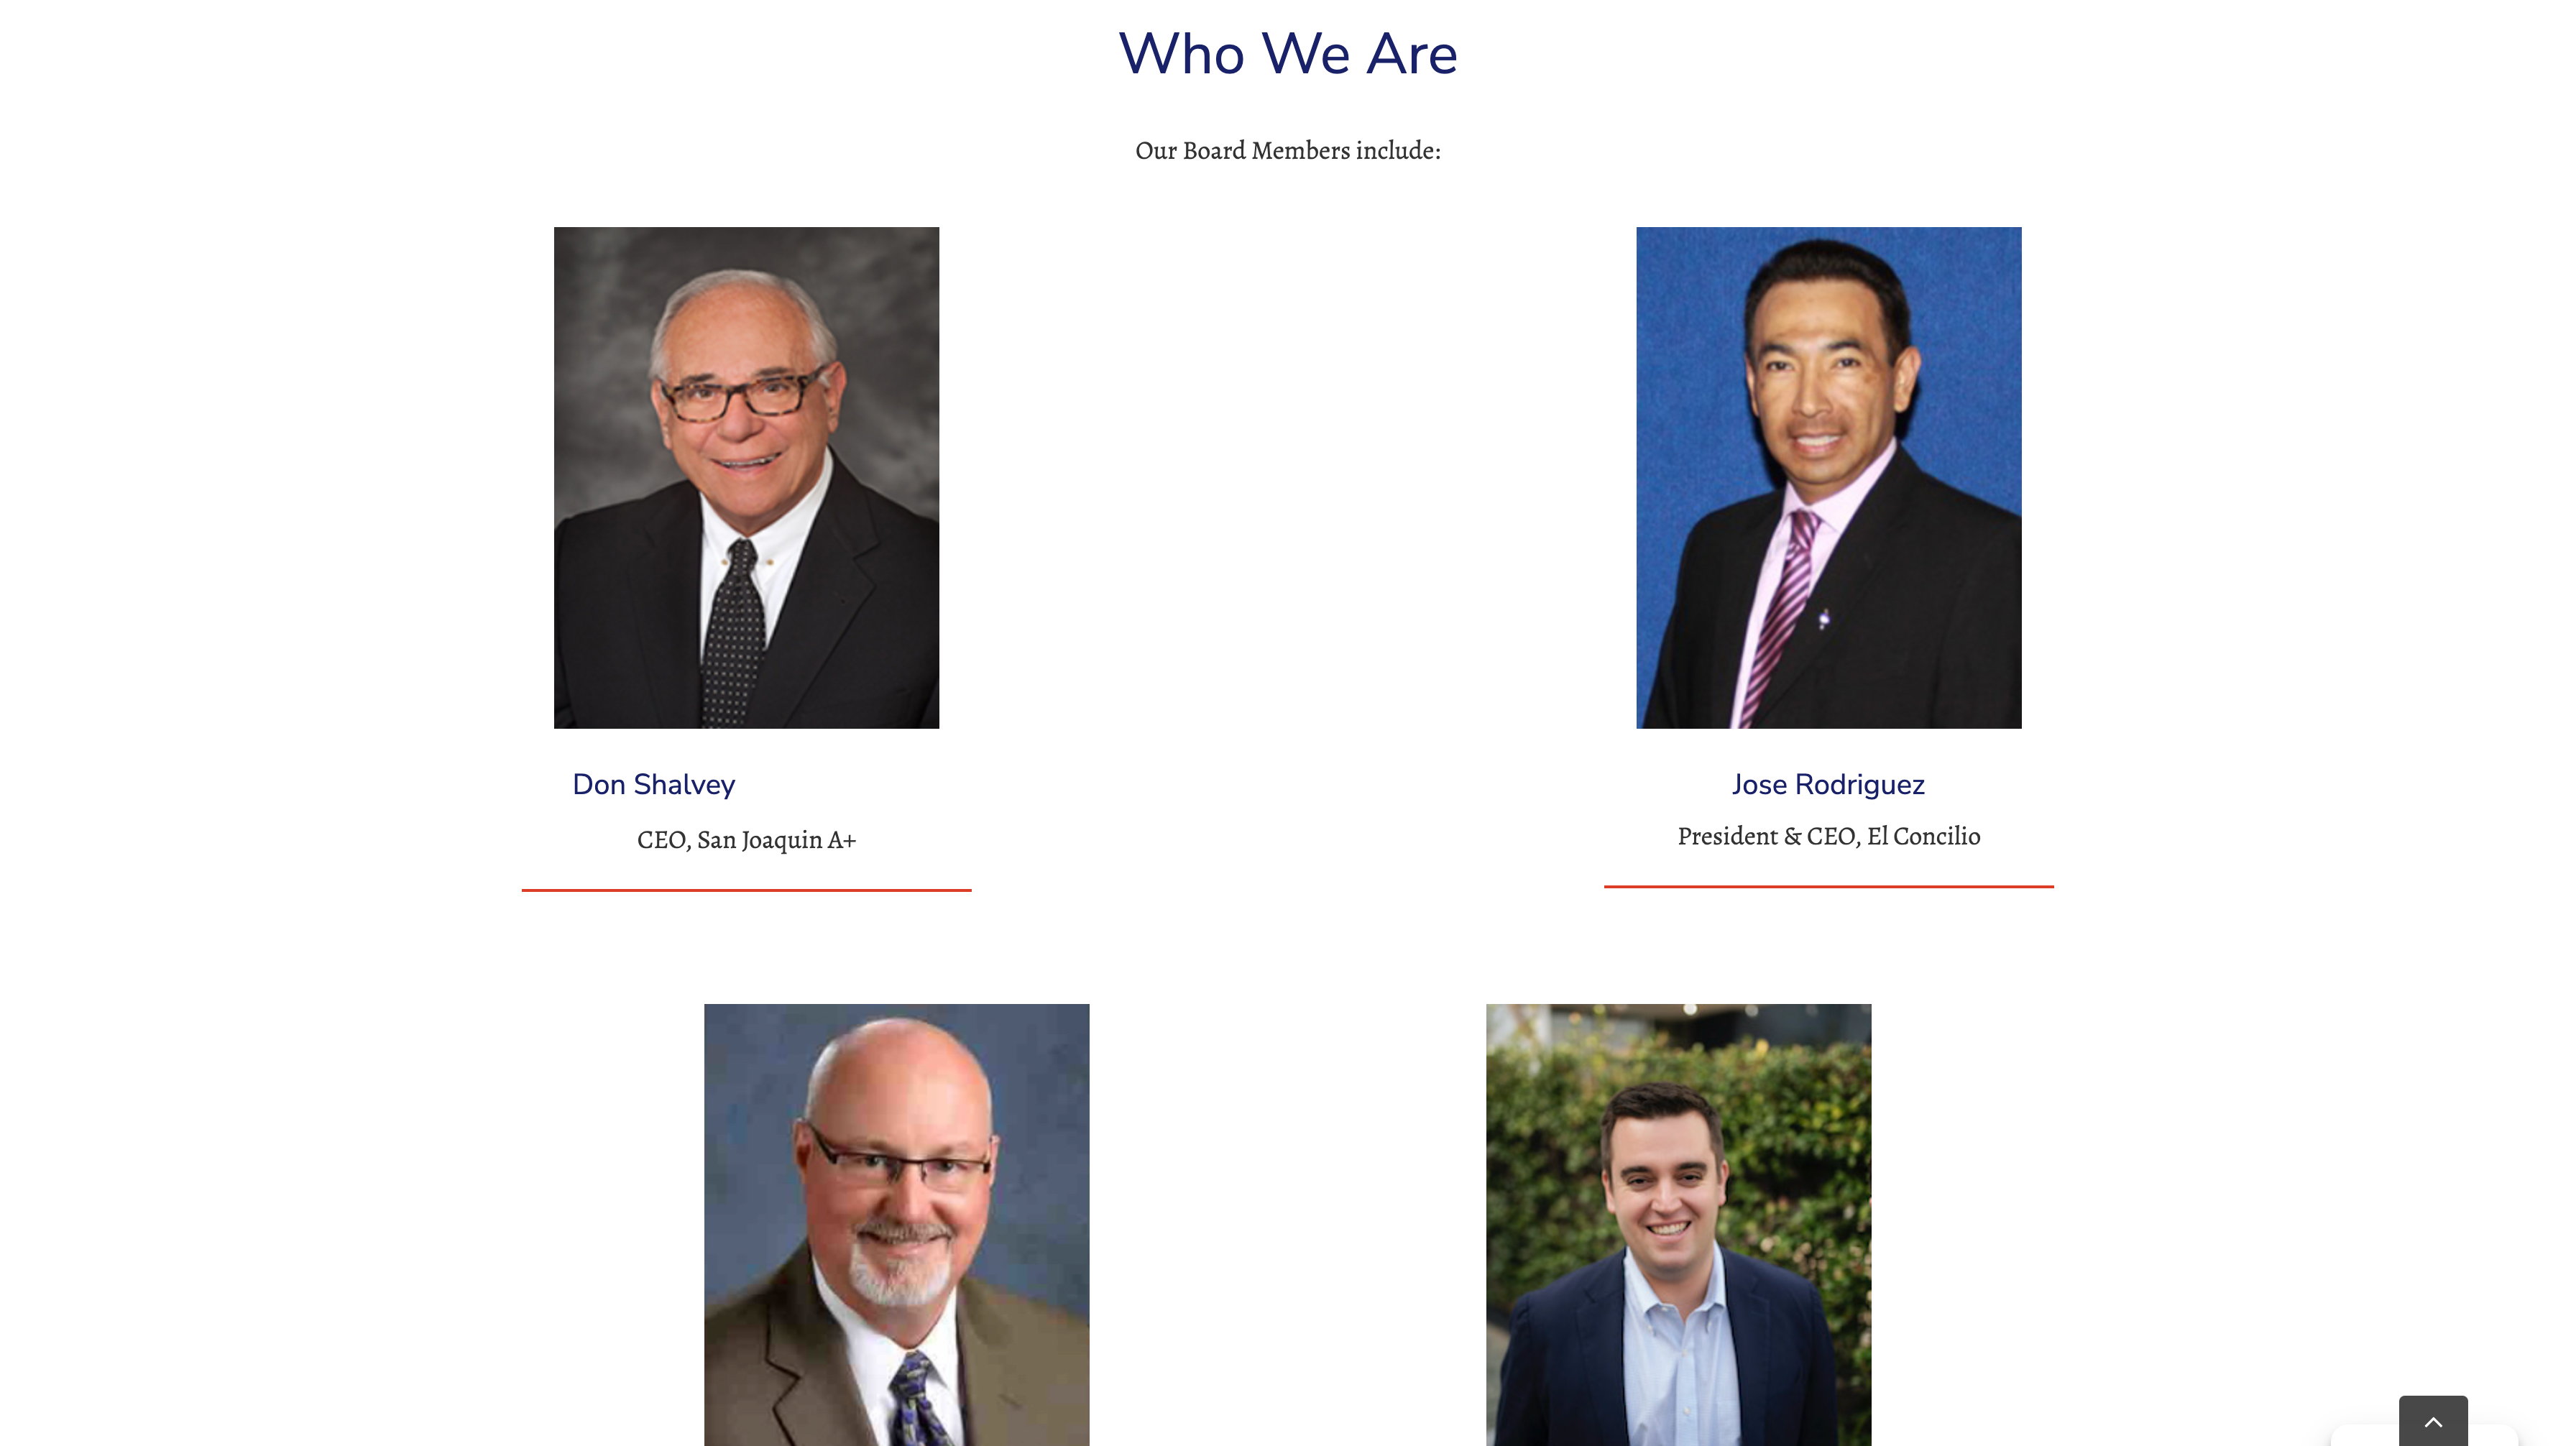 Who We Are
Our Board Members include:
Don Shalvey
CEO, San Joaquin A+
Jose Rodriguez
President & CEO, El Concilio